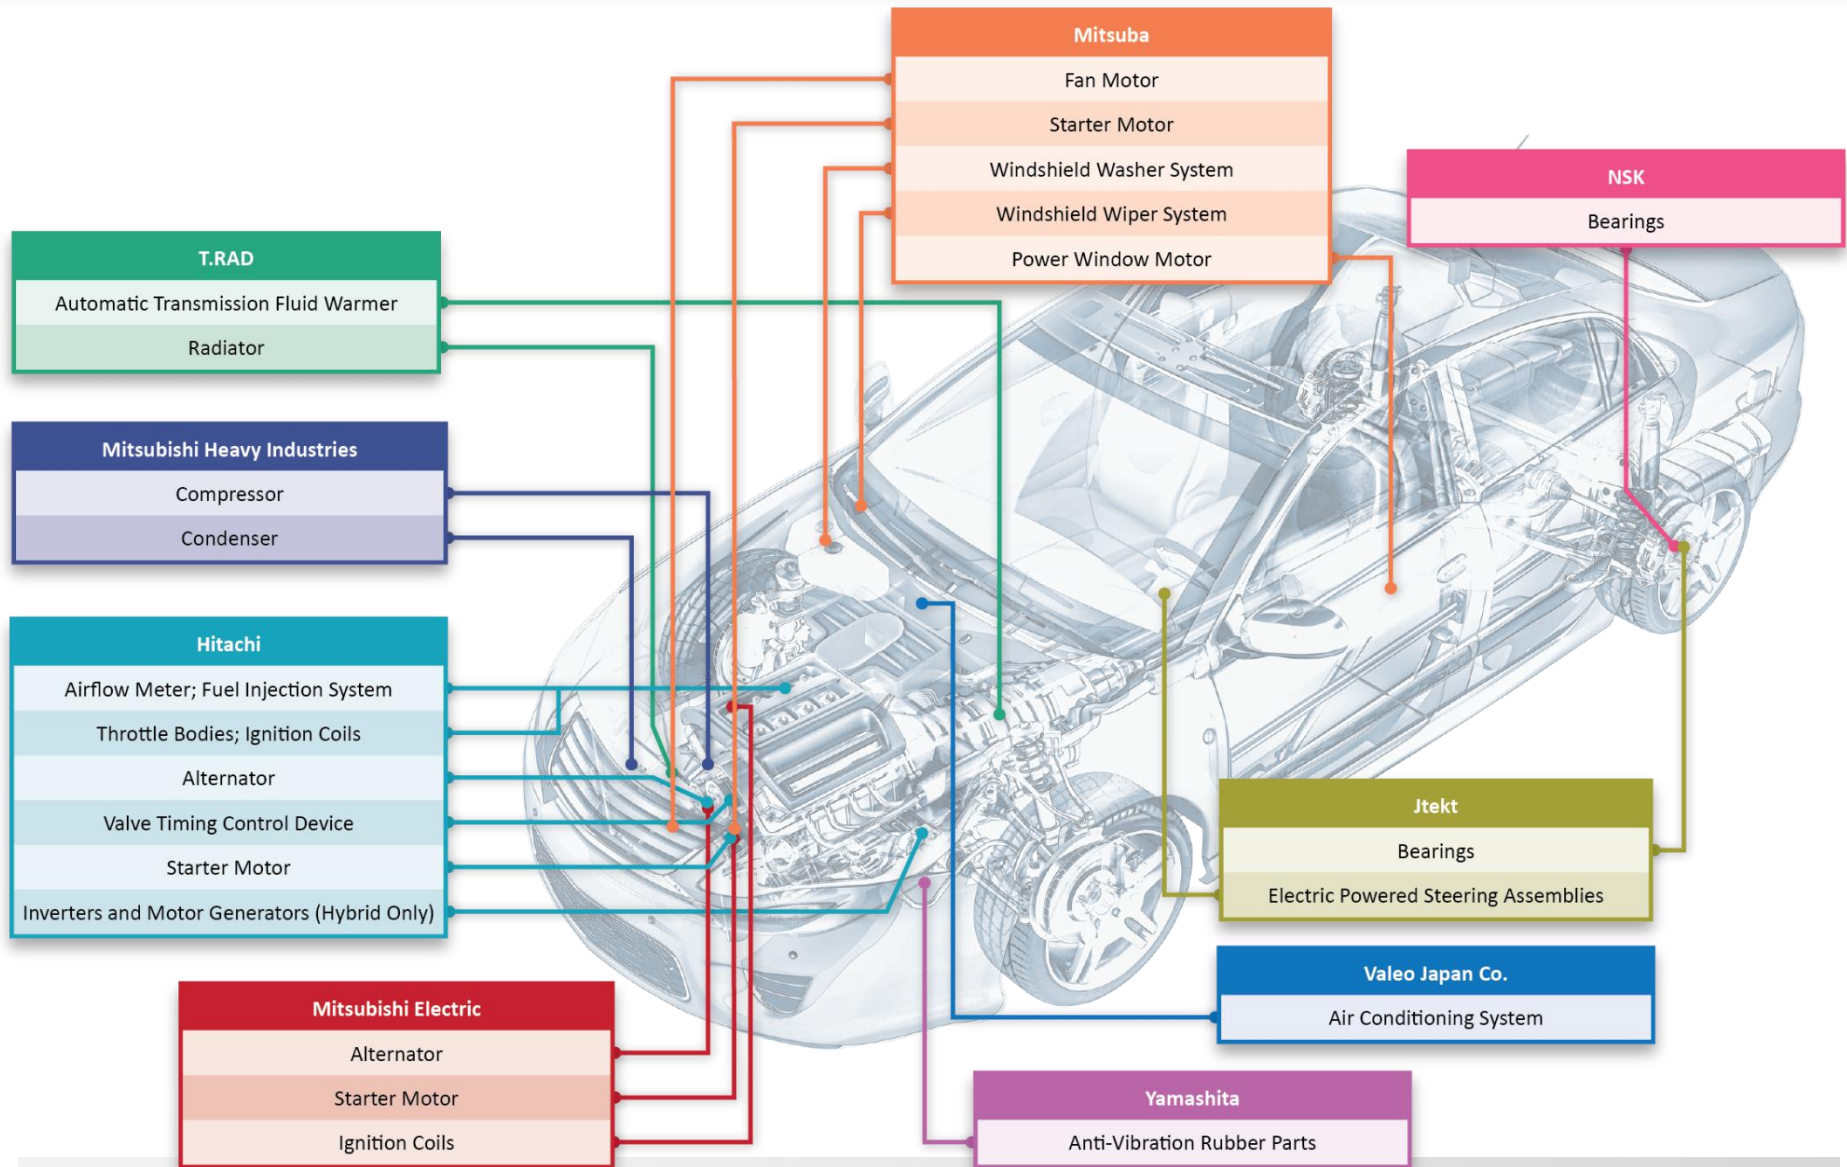 Mitsuba
Fan Motor
Starter Motor
Windshield Washer System
Windshield Wiper System
Power Window Motor
NSK
Bearings
T.RAD
Automatic Transmission Fluid Warmer
Radiator
Mitsubishi Heavy Industries
Compressor
Condenser
Hitachi
Airflow Meter; Fuel Injection System
Throttle Bodies; Ignition Coils
Alternator
Valve Timing Control Device
Starter Motor
Inverters and Motor Generators (Hybrid Only)
Jtekt
Bearings
Electric Powered Steering Assemblies
Valeo Japan Co.
Air Conditioning System
Mitsubishi Electric
Alternator
Starter Motor
Ignition Coils
Yamashita
Anti-Vibration Rubber Parts